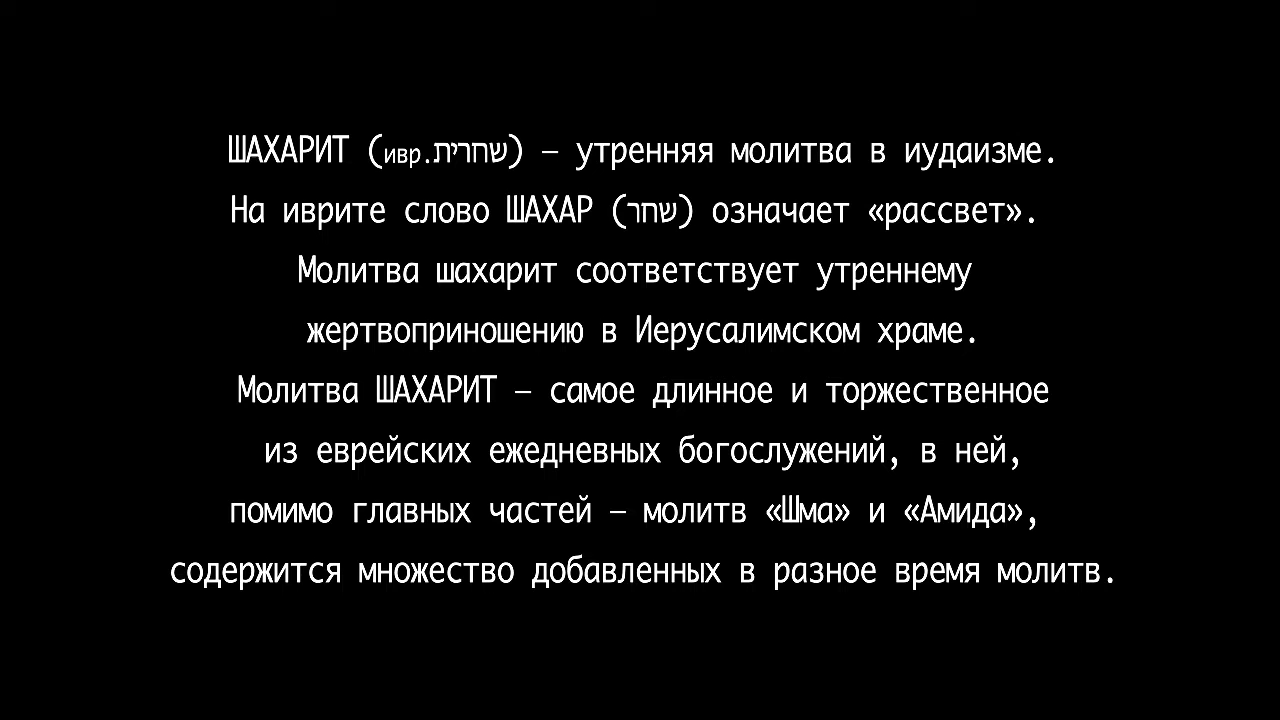 ШАХАРИТ (ивр.שחרית) – утренняя молитва в иудаизме.
На иврите слово ШАХАР (שחר) означает «рассвет».
Молитва шахарит соответствует утреннему
жертвоприношению в Иерусалимском храме.
Молитва ШАХАРИТ – самое длинное и торжественное
из еврейских ежедневных богослужений, в ней,
помимо главных частей – молитв «Шма» и «Амида»,
содержится множество добавленных в разное время молитв.